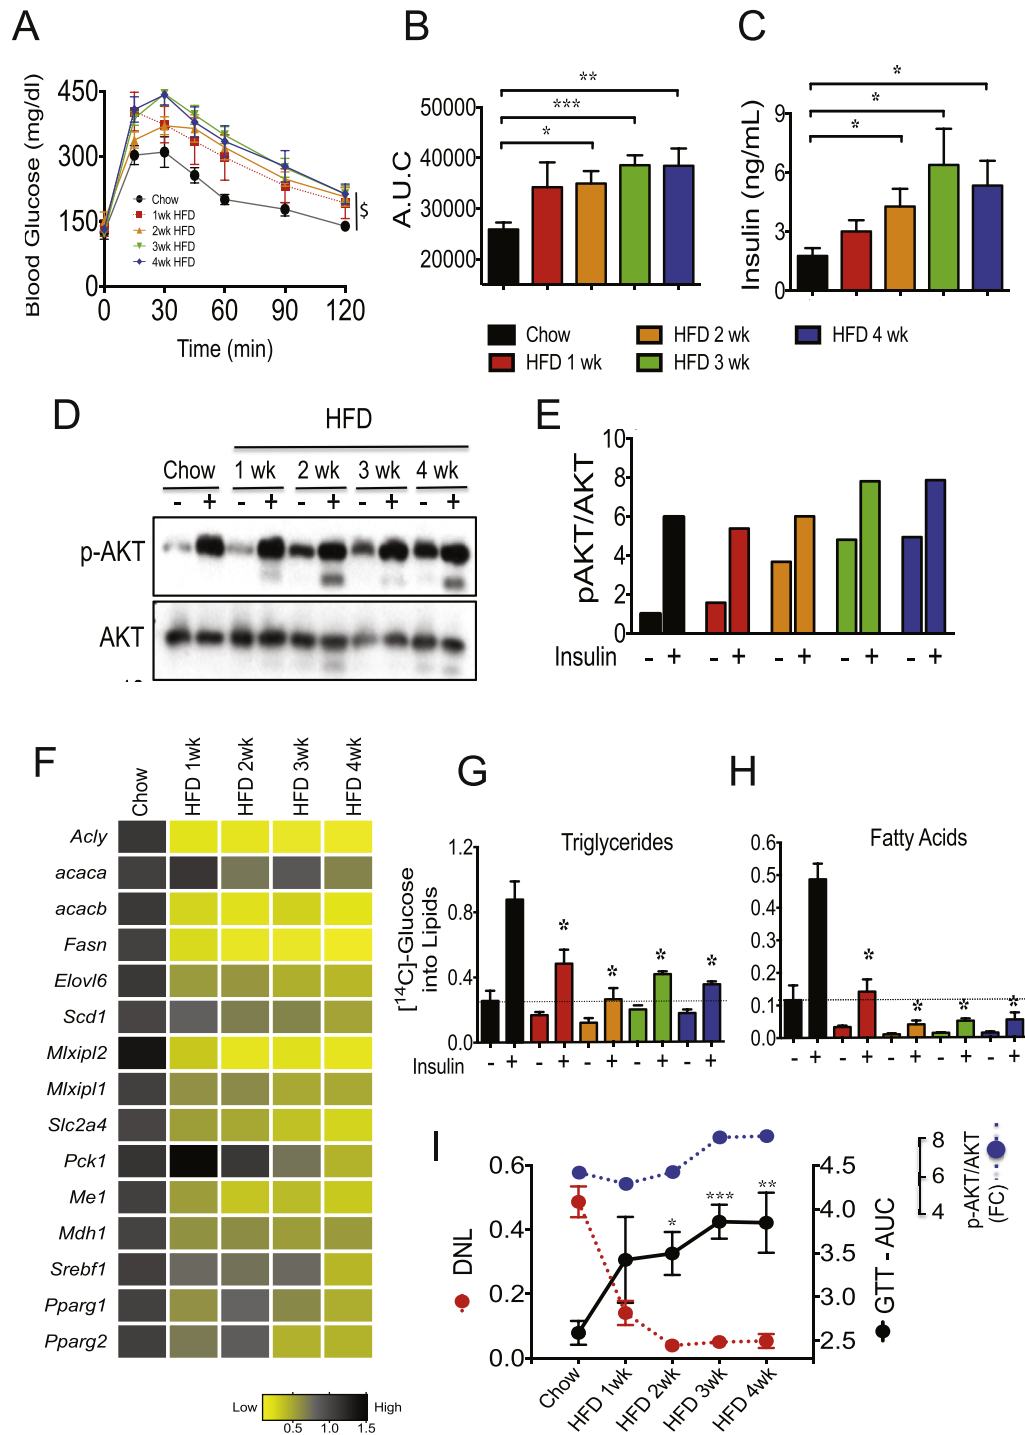 A
B
C
Blood Glucose (mg/dl)
450
300
150
0
0 30 60 90 120
Time (min)
Chow
1wk HFD
2wk HFD
3wk HFD
4wk HFD
$
A.U.C
50000
40000
30000
20000
**
***
*
Insulin (ng/mL)
9
6
3
0
*
*
*
Chow
HFD 2 wk
HFD 4 wk
HFD 1 wk
HFD 3 wk
D
HFD
Chow 1 wk 2 wk 3 wk 4 wk
- + - + - + - + - +
p-AKT
AKT
E
pAKT/AKT
10
8
6
4
2
0
Insulin - + - + - + - + - +
F
Chow
HFD 1wk
HFD 2wk
HFD 3wk
HFD 4wk
Acly
acaca
acacb
Fasn
Elovl6
Scd1
Mlxipl2
Mlxipl1
Slc2a4
Pck1
Me1
Mdh1
Srebf1
Pparg1
Pparg2
Low
High
0.5 1.0 1.5
G
Triglycerides
[14C]-Glucose
into Lipids
1.2
0.8
0.4
0.0
* * * *
Insulin - + - + - + - + - +
H
Fatty Acids
0.6
0.5
0.4
0.3
0.2
0.1
0.0
* * * *
- + - + - + - + - +
I
DNL
0.6
0.4
0.2
0.0
* *** **
4.5
4.0
3.5
3.0
2.5
GTT - AUC
8
6
4
p-AKT/AKT
(FC)
Chow
HFD 1wk
HFD 2wk
HFD 3wk
HFD 4wk